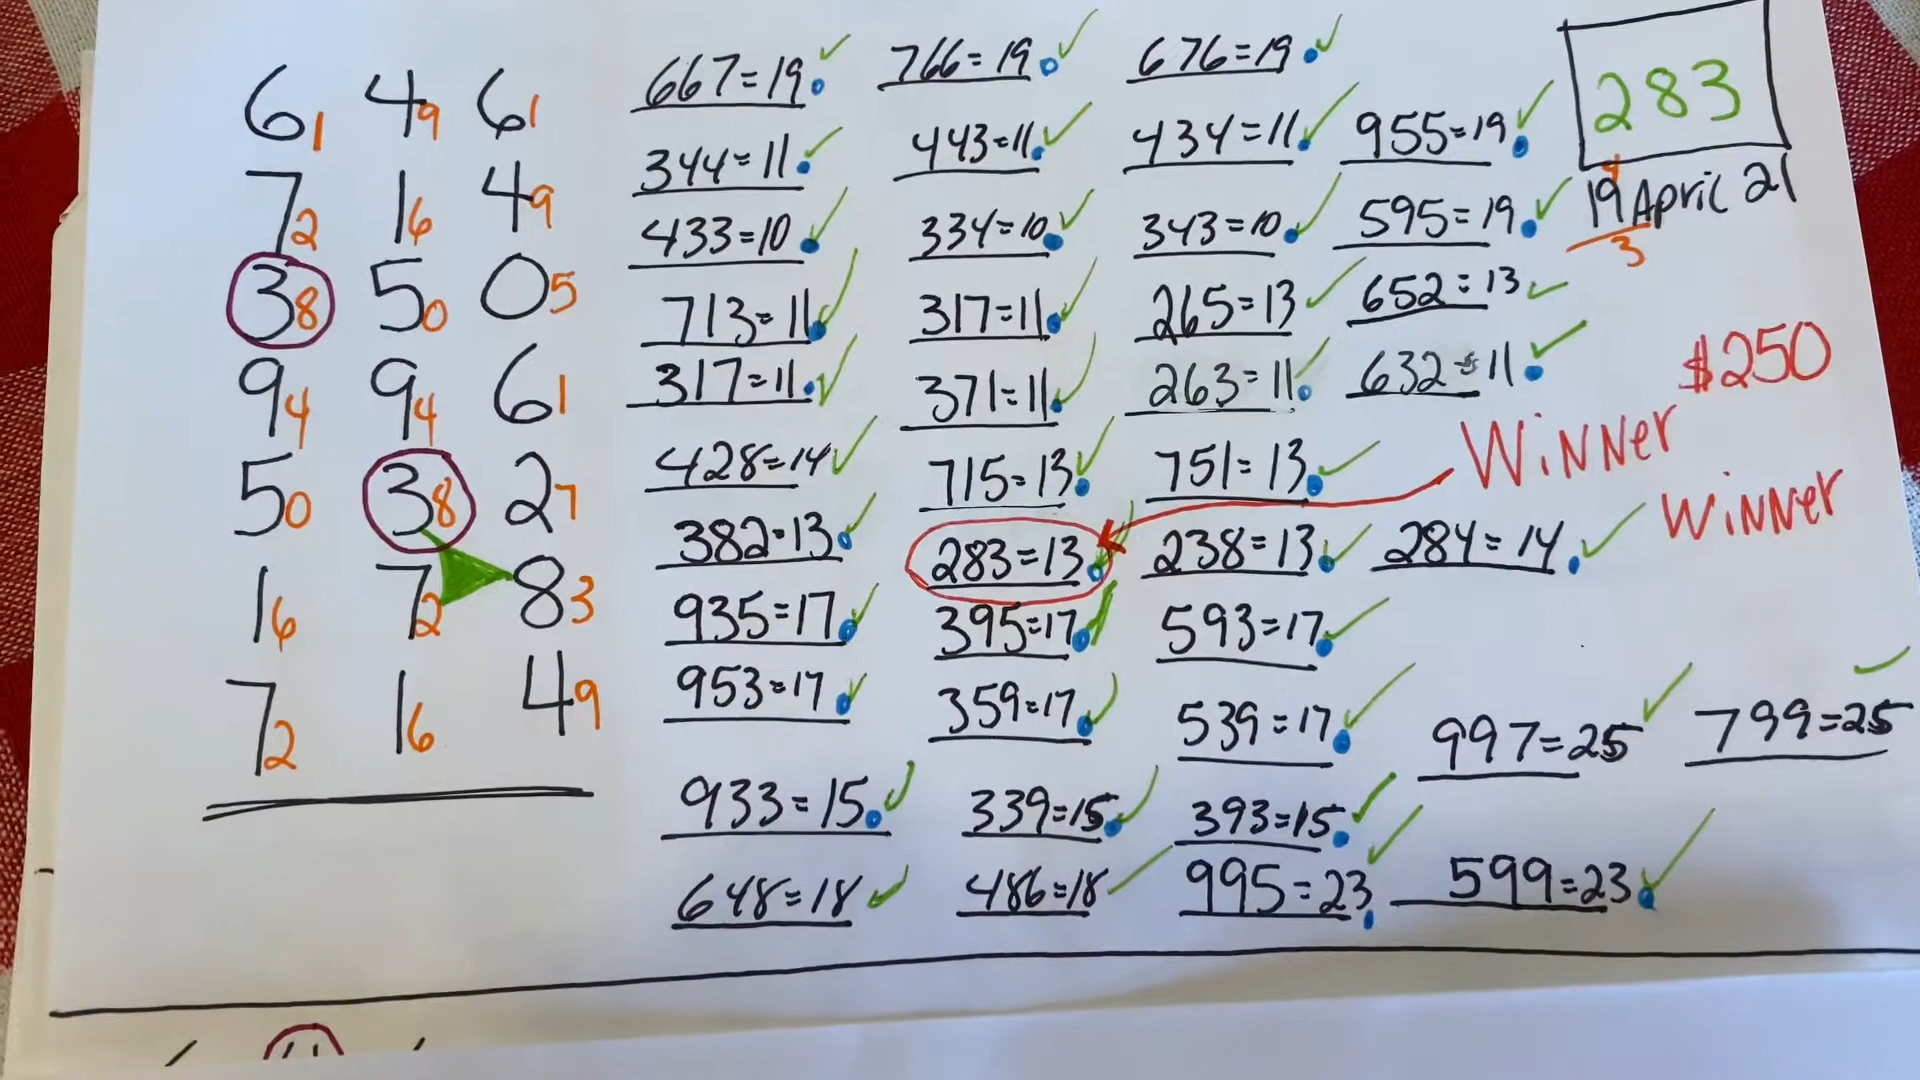 6 1 4 9 6 1
7 2 1 6 4 9
3 8 5 0 0 5
9 4 9 4 6 1
5 0 3 8 2 7
1 6 7 2 8 3
7 2 1 6 4 9
667=19. 766=19. 676=19.
344=11. 443=11. 434=11. 955=19.
433=10. 334=10. 343=10. 595=19.
713=11. 317=11. 265=13 652=13
317=11. 371=11. 263=11. 632=11.
428=14 715=13. 751=13.
382=13. 283=13. 238=13. 284=14.
935=17. 395=17. 593=17.
953=17. 359=17. 539=17. 997=25 799=25
933=15. 339=15. 393=15.
648=18 486=18 995=23. 599=23.
283
19 April 21
3
$250
WiNNer
WiNNer